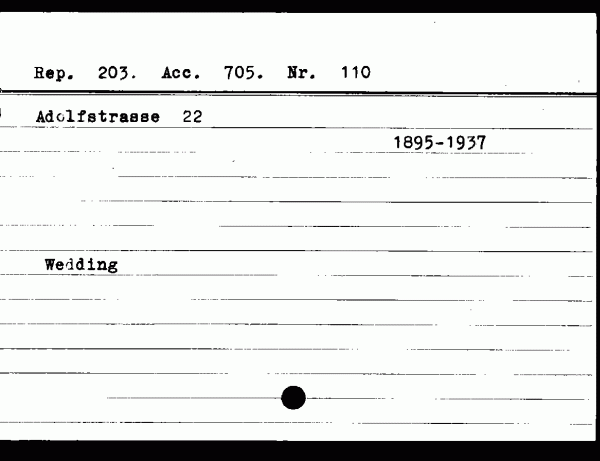 Rep. 203. Acc. 705. Nr. 110
Adolfstrasse 22
1895-1937
Wedding